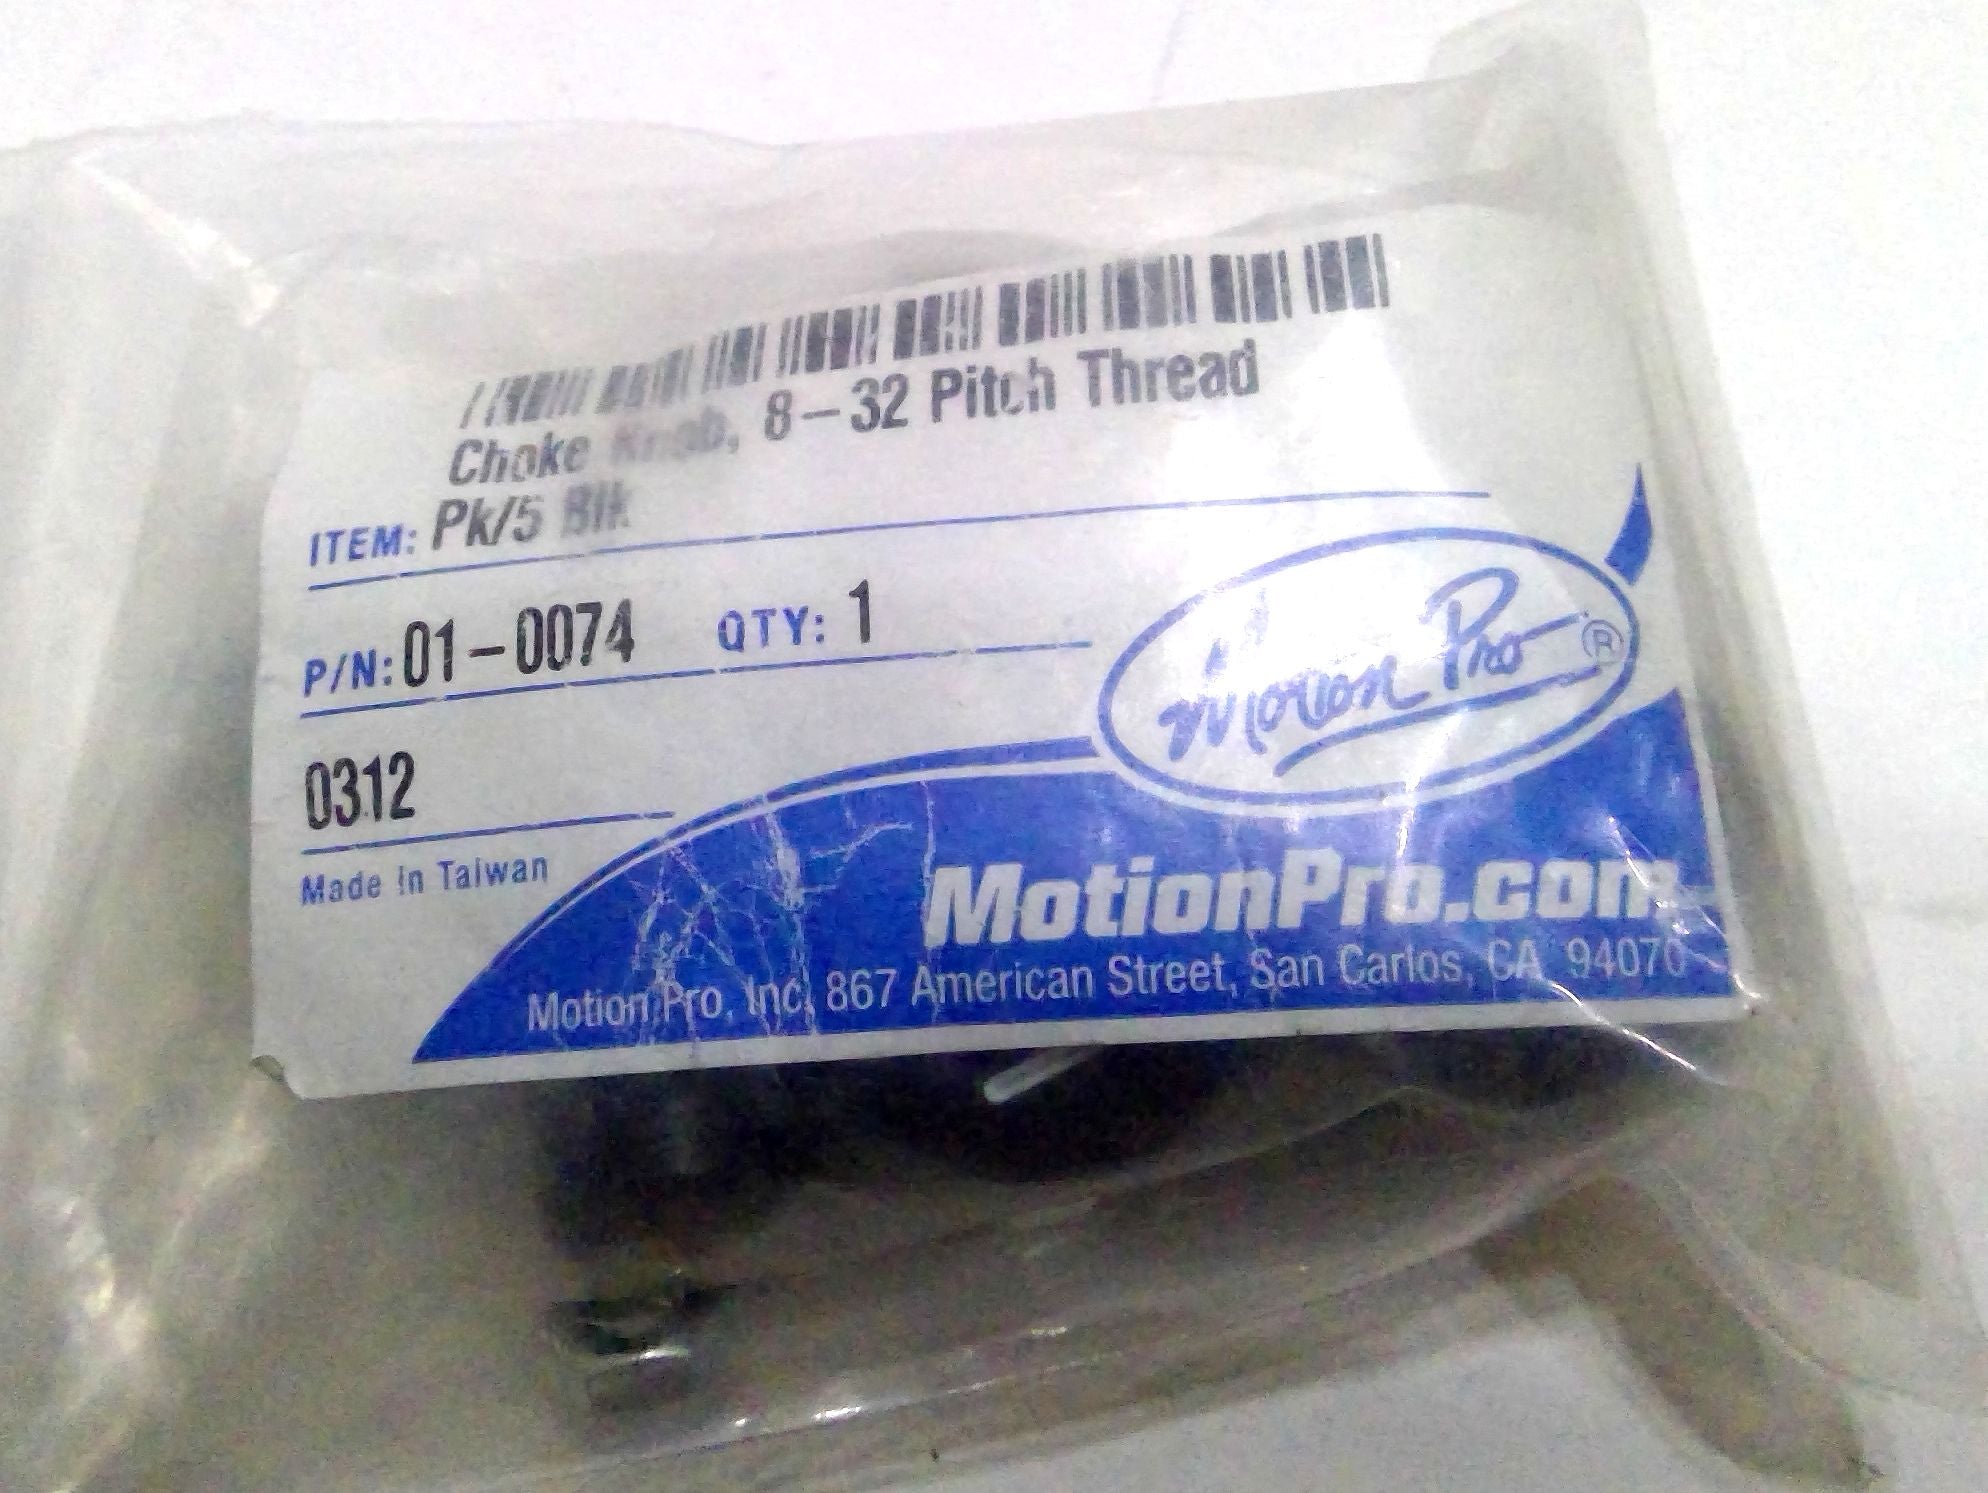 Choke Knob, 8-32 Pitch Thread
ITEM: Pk/5 Blk
P/N: 01-0074 QTY: 1
Motion Pro ®
0312
Made in Taiwan
MotionPro.com
Motion Pro, Inc. 867 American Street, San Carlos, CA 94070